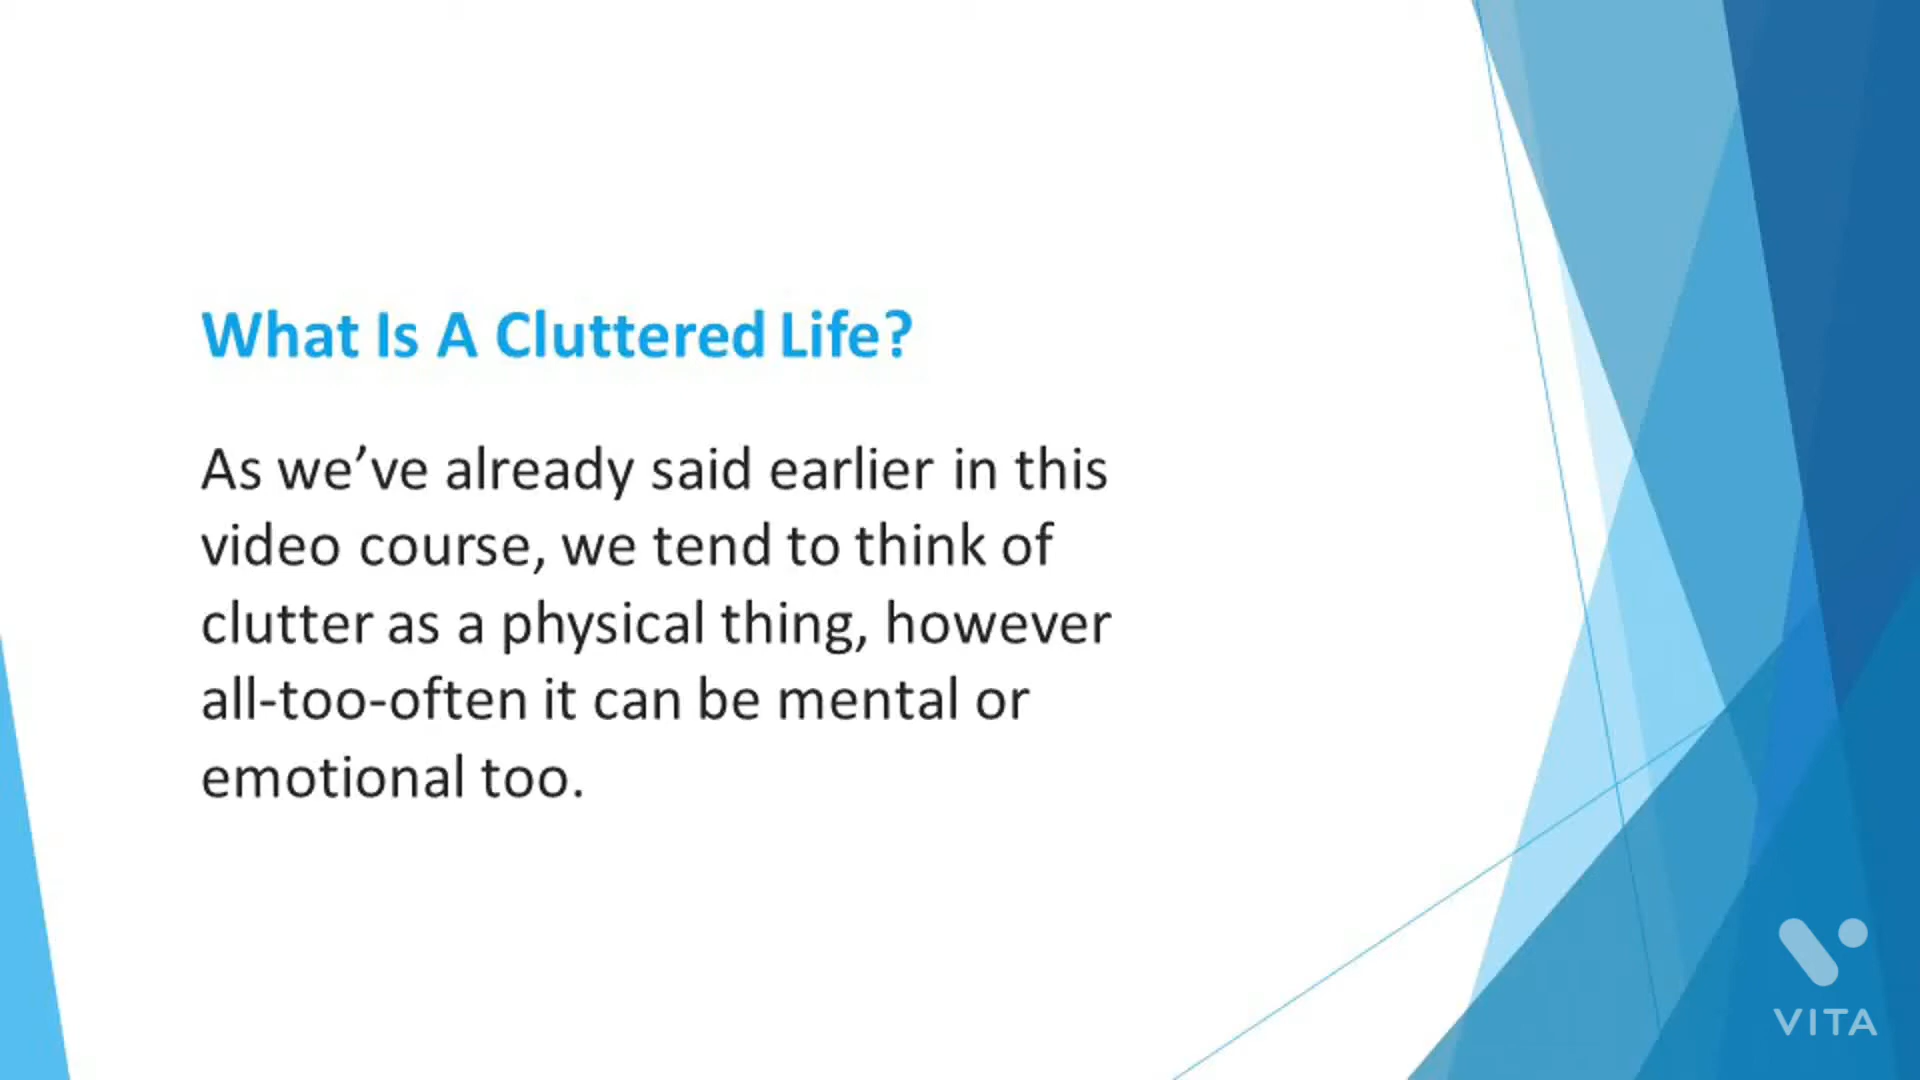 What Is A Cluttered Life?
As we’ve already said earlier in this
video course, we tend to think of
clutter as a physical thing, however
all-too-often it can be mental or
emotional too.
VITA